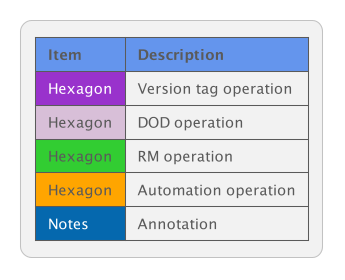 Item Description
Hexagon Version tag operation
Hexagon DOD operation
Hexagon RM operation
Hexagon Automation operation
Notes Annotation